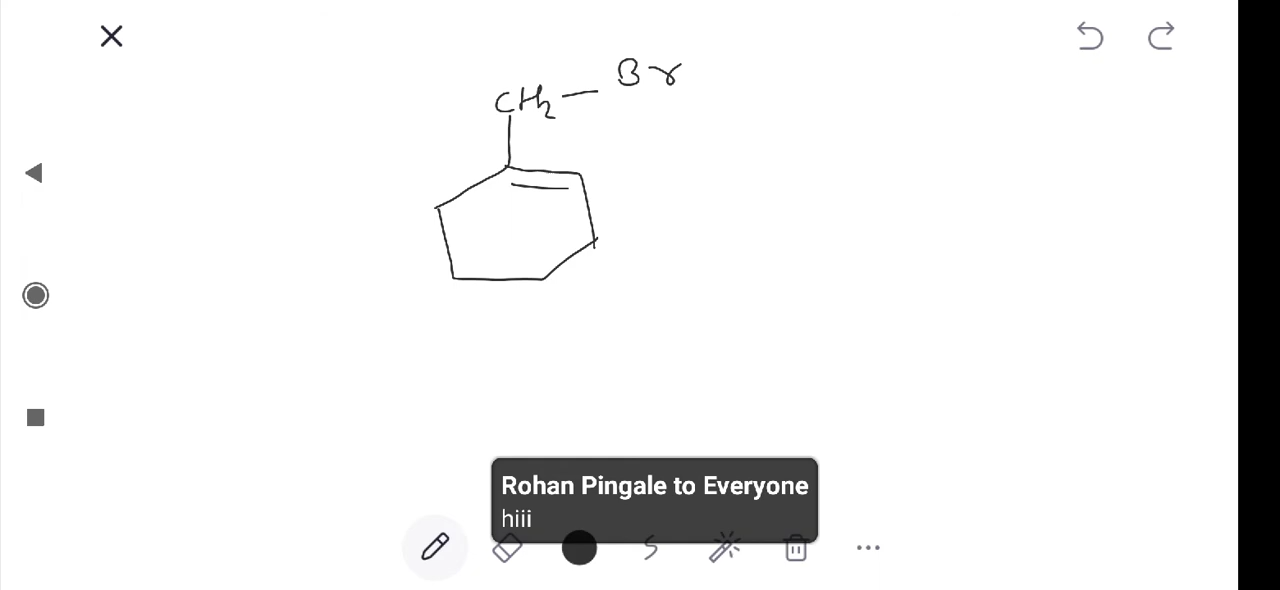 CH2 — Br
Rohan Pingale to Everyone
hiii